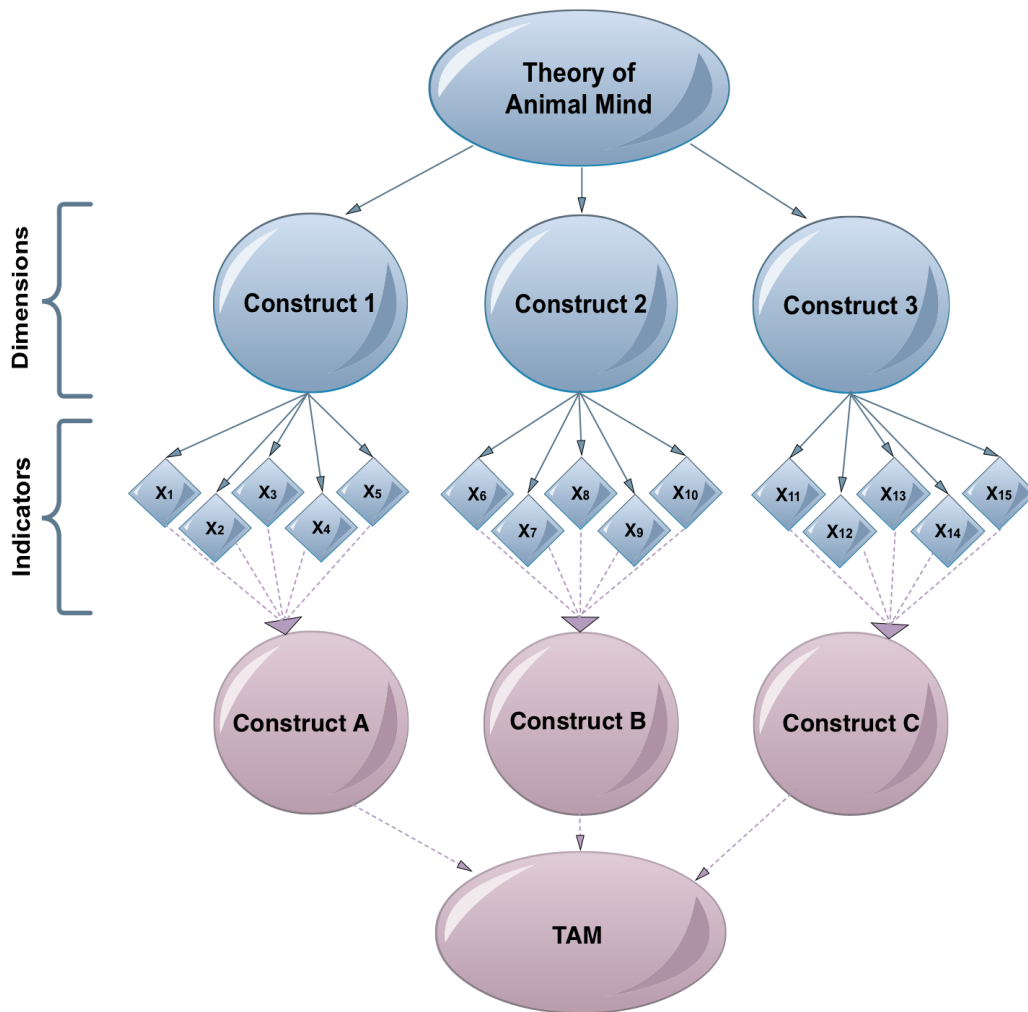 Theory of
Animal Mind
Dimensions
Construct 1
Construct 2
Construct 3
Indicators
X1
X2
X3
X4
X5
X6
X7
X8
X9
X10
X11
X12
X13
X14
X15
Construct A
Construct B
Construct C
TAM